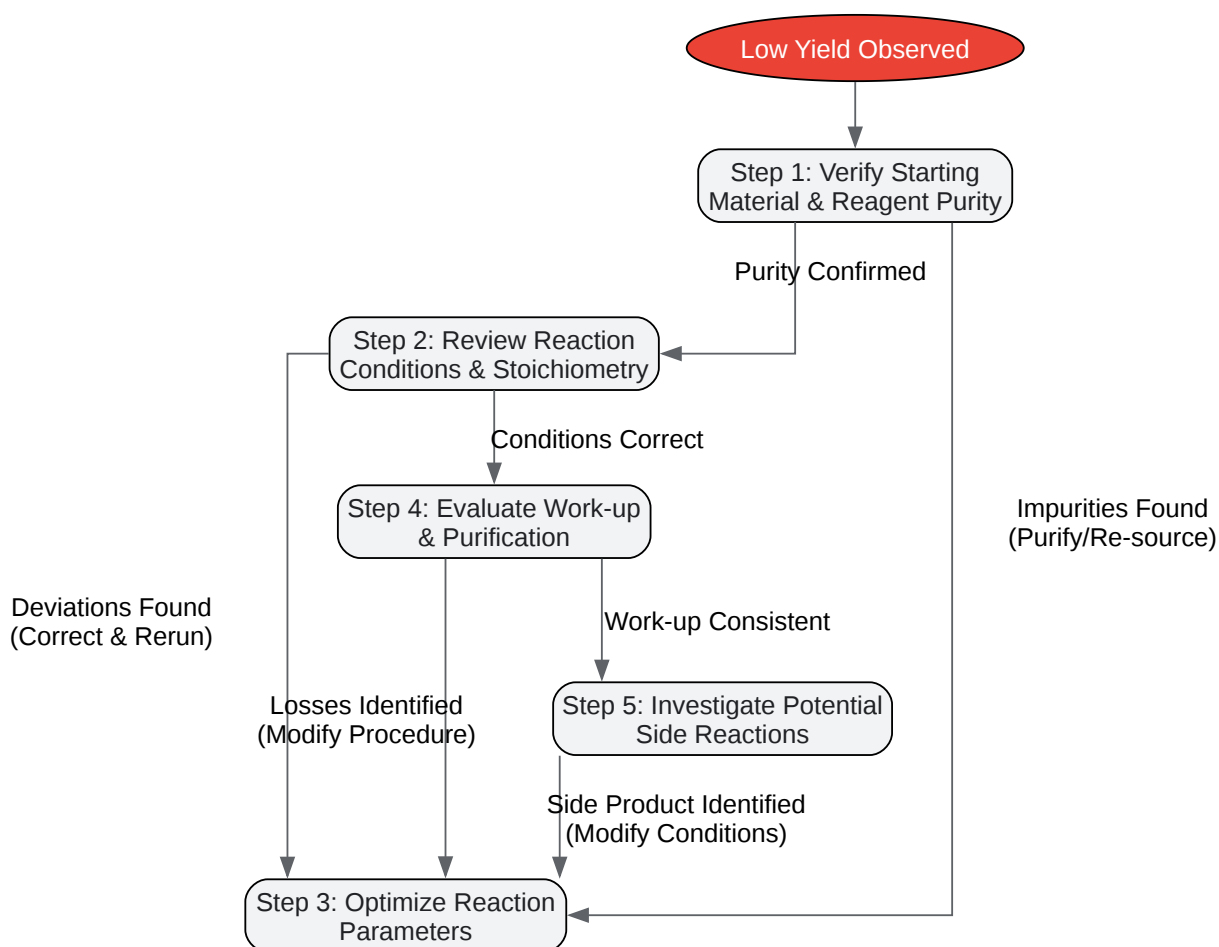 Low Yield Observed
Step 1: Verify Starting
Material & Reagent Purity
Purity Confirmed
Step 2: Review Reaction
Conditions & Stoichiometry
Conditions Correct
Step 4: Evaluate Work-up
& Purification
Impurities Found
(Purify/Re-source)
Deviations Found
(Correct & Rerun)
Work-up Consistent
Losses Identified
(Modify Procedure)
Step 5: Investigate Potential
Side Reactions
Side Product Identified
(Modify Conditions)
Step 3: Optimize Reaction
Parameters